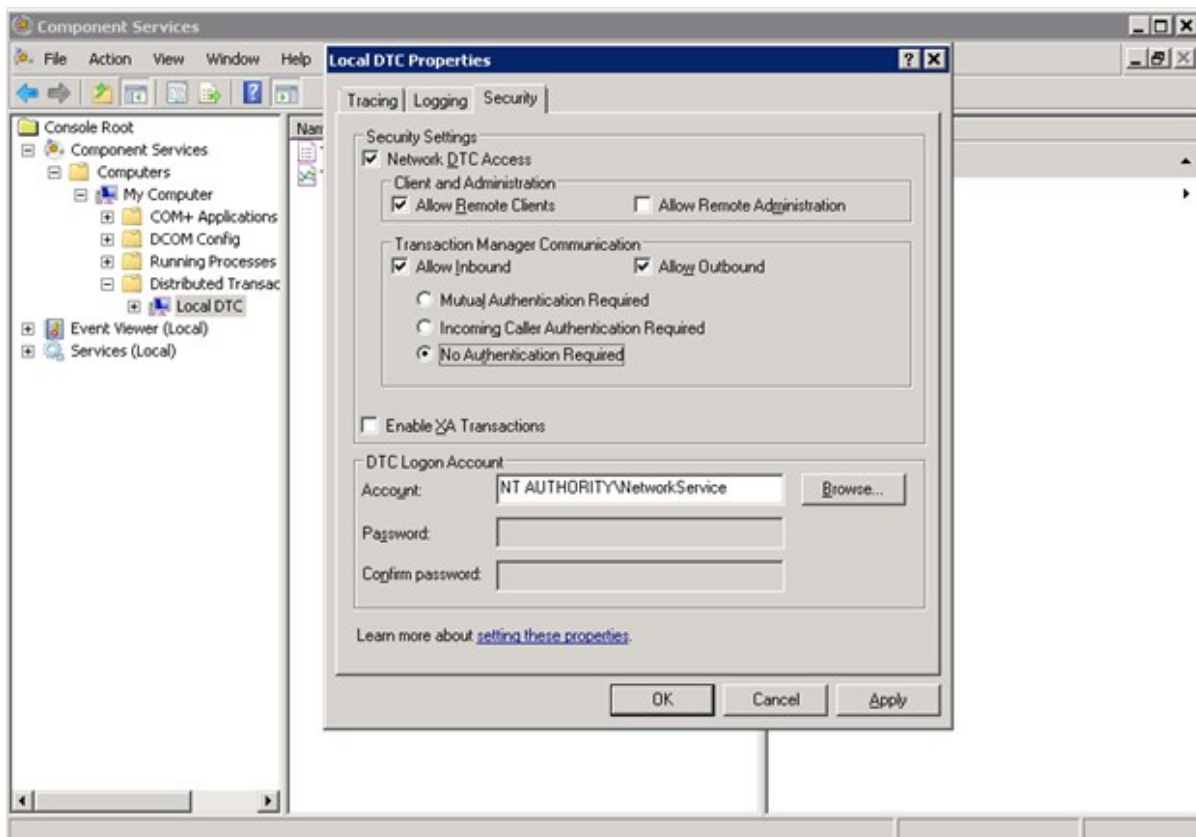 Component Services
File Action View Window Help
Console Root
Component Services
Computers
My Computer
COM+ Applications
DCOM Config
Running Processes
Distributed Transac
Local DTC
Event Viewer (Local)
Services (Local)
Local DTC Properties
Tracing Logging Security
Security Settings
Network DTC Access
Client and Administration
Allow Remote Clients Allow Remote Administration
Transaction Manager Communication
Allow Inbound Allow Outbound
Mutual Authentication Required
Incoming Caller Authentication Required
No Authentication Required
Enable XA Transactions
DTC Logon Account
Account: NT AUTHORITY\NetworkService Browse...
Password:
Confirm password:
Learn more about setting these properties.
OK Cancel Apply